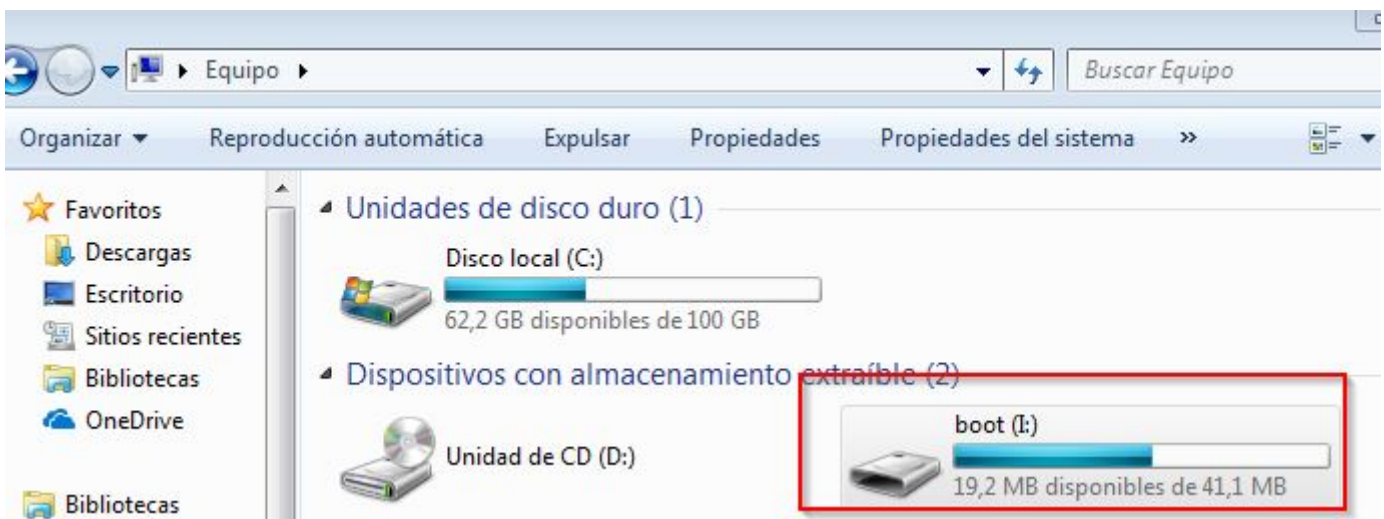 Equipo
Buscar Equipo
Organizar Reproducción automática Expulsar Propiedades Propiedades del sistema »
Favoritos
Descargas
Escritorio
Sitios recientes
Bibliotecas
OneDrive
Bibliotecas
Unidades de disco duro (1)
Disco local (C:)
62,2 GB disponibles de 100 GB
Dispositivos con almacenamiento extraíble (2)
Unidad de CD (D:)
boot (I:)
19,2 MB disponibles de 41,1 MB